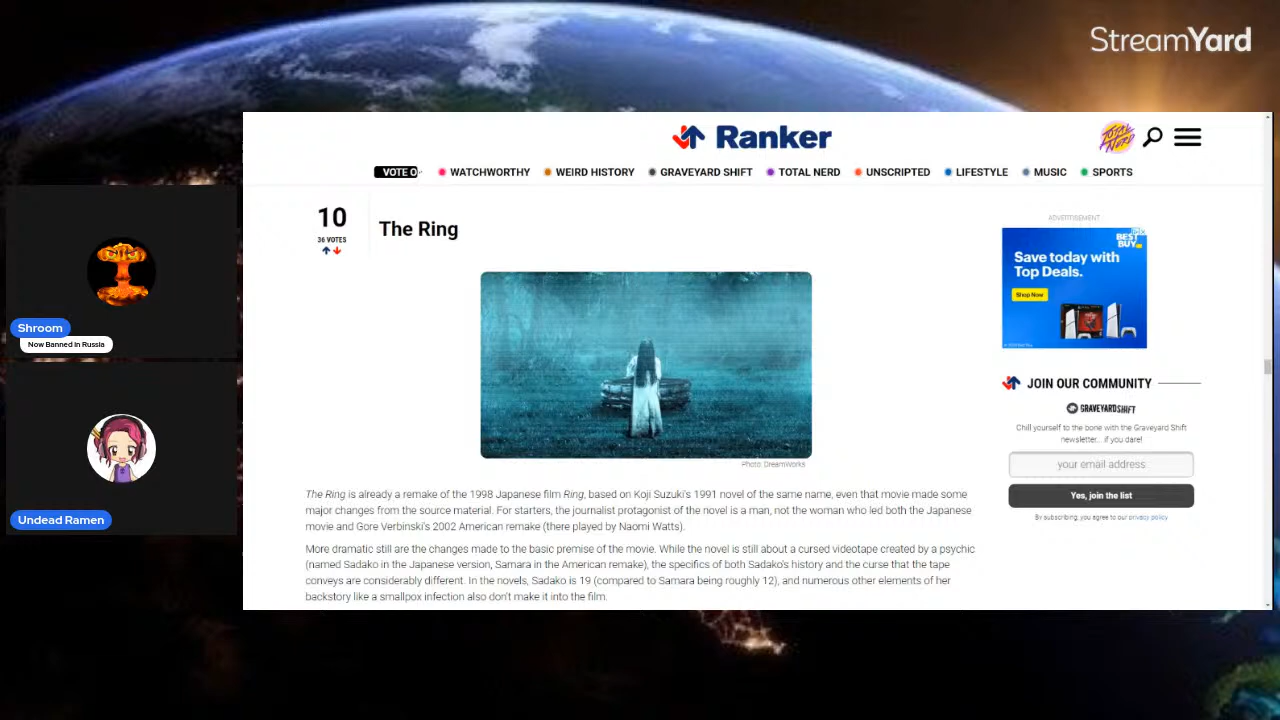 StreamYard
Ranker
VOTE O
WATCHWORTHY
WEIRD HISTORY
GRAVEYARD SHIFT
TOTAL NERD
UNSCRIPTED
LIFESTYLE
MUSIC
SPORTS
TOTAL NERD
10
36 VOTES
The Ring
Photo: DreamWorks
The Ring is already a remake of the 1998 Japanese film Ring, based on Koji Suzuki's 1991 novel of the same name, even that movie made some
major changes from the source material. For starters, the journalist protagonist of the novel is a man, not the woman who led both the Japanese
movie and Gore Verbinski's 2002 American remake (there played by Naomi Watts).
More dramatic still are the changes made to the basic premise of the movie. While the novel is still about a cursed videotape created by a psychic
(named Sadako in the Japanese version, Samara in the American remake), the specifics of both Sadako's history and the curse that the tape
conveys are considerably different. In the novels, Sadako is 19 (compared to Samara being roughly 12), and numerous other elements of her
backstory like a smallpox infection also don't make it into the film.
ADVERTISEMENT
BEST
BUY
Save today with
Top Deals.
Shop Now
JOIN OUR COMMUNITY
GRAVEYARDSHIFT
Chill yourself to the bone with the Graveyard Shift
newsletter... if you dare!
your email address
Yes, join the list
By subscribing, you agree to our privacy policy
Shroom
Now Banned in Russia
Undead Ramen